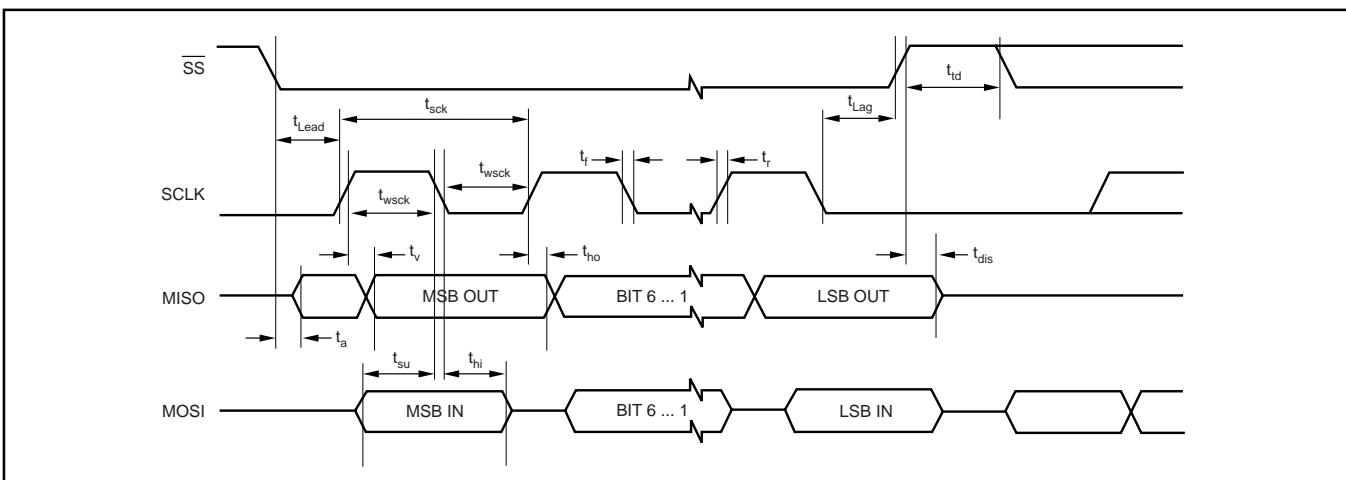 SS
t_td
t_sck
t_Lag
t_Lead
t_f
t_r
t_wsck
SCLK
t_wsck
t_v
t_ho
t_dis
MISO
MSB OUT
BIT 6 ... 1
LSB OUT
t_a
t_su
t_hi
MOSI
MSB IN
BIT 6 ... 1
LSB IN